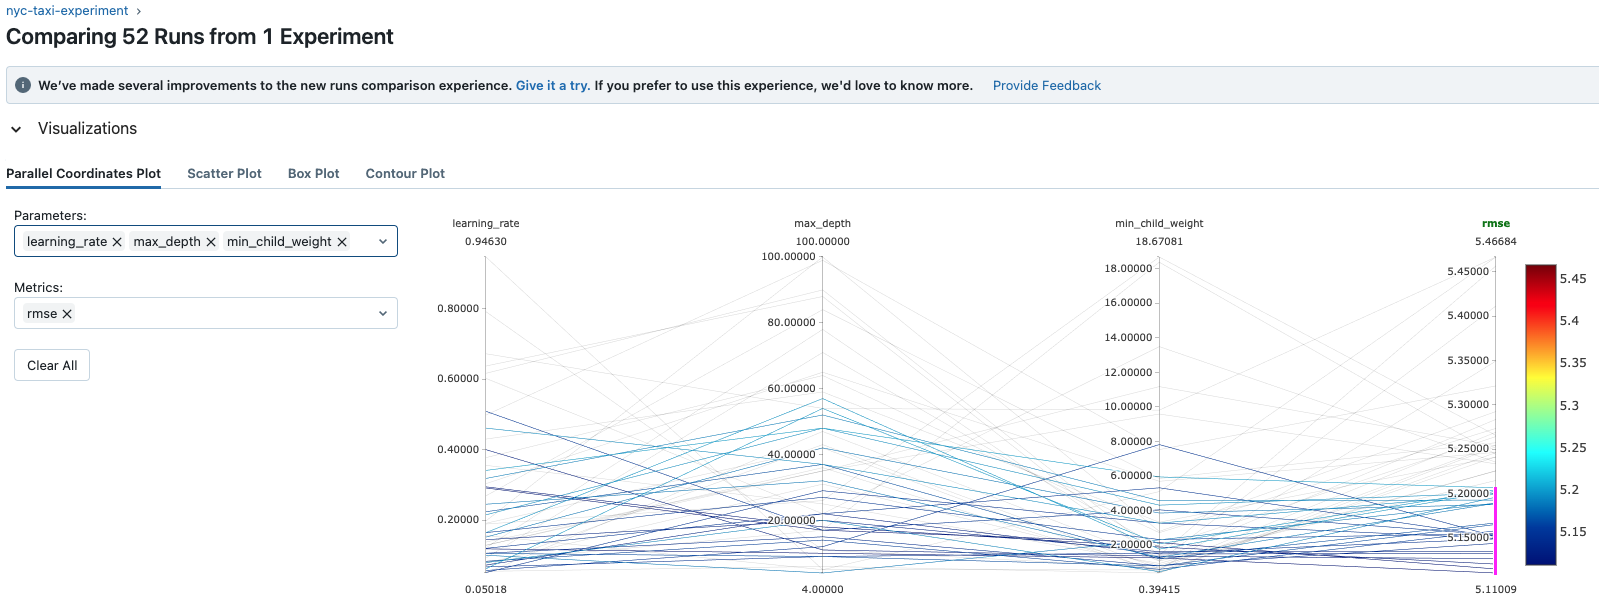 nyc-taxi-experiment ›
Comparing 52 Runs from 1 Experiment
We've made several improvements to the new runs comparison experience. Give it a try. If you prefer to use this experience, we'd love to know more. Provide Feedback
Visualizations
Parallel Coordinates Plot Scatter Plot Box Plot Contour Plot
Parameters:
learning_rate × max_depth × min_child_weight ×
Metrics:
rmse ×
Clear All
learning_rate
0.94630
0.80000
0.60000
0.40000
0.20000
0.05018
max_depth
100.00000
100.00000
80.00000
60.00000
40.00000
20.00000
4.00000
min_child_weight
18.67081
18.00000
16.00000
14.00000
12.00000
10.00000
8.00000
6.00000
4.00000
2.00000
0.39415
rmse
5.46684
5.45000
5.40000
5.35000
5.30000
5.25000
5.20000
5.15000
5.11009
5.45
5.4
5.35
5.3
5.25
5.2
5.15